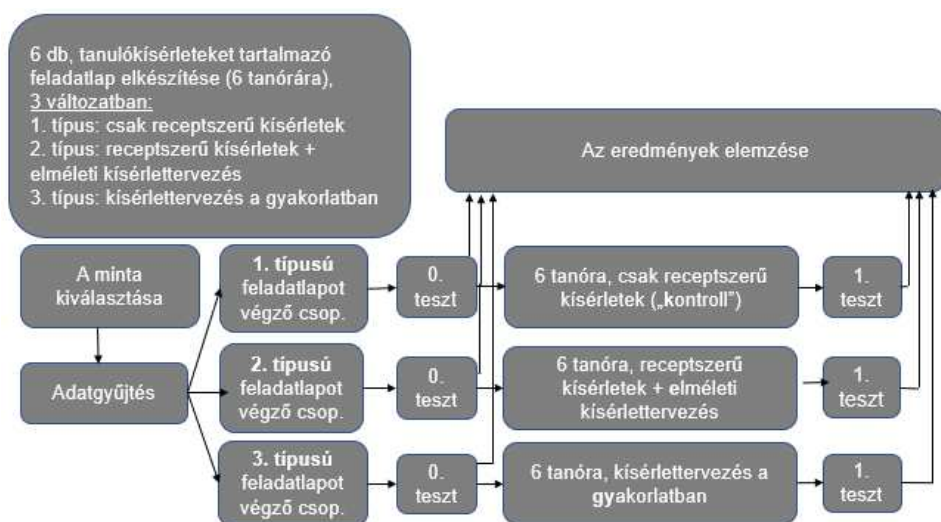 6 db, tanulókísérleteket tartalmazó
feladatlap elkészítése (6 tanórára),
3 változatban:
1. típus: csak receptszerű kísérletek
2. típus: receptszerű kísérletek +
elméleti kísérlettervezés
3. típus: kísérlettervezés a gyakorlatban
Az eredmények elemzése
A minta
kiválasztása
Adatgyűjtés
1. típusú
feladatlapot
végző csop.
0.
teszt
6 tanóra, csak receptszerű
kísérletek („kontroll”)
1.
teszt
2. típusú
feladatlapot
végző csop.
0.
teszt
6 tanóra, receptszerű
kísérletek + elméleti
kísérlettervezés
1.
teszt
3. típusú
feladatlapot
végző csop.
0.
teszt
6 tanóra, kísérlettervezés a
gyakorlatban
1.
teszt